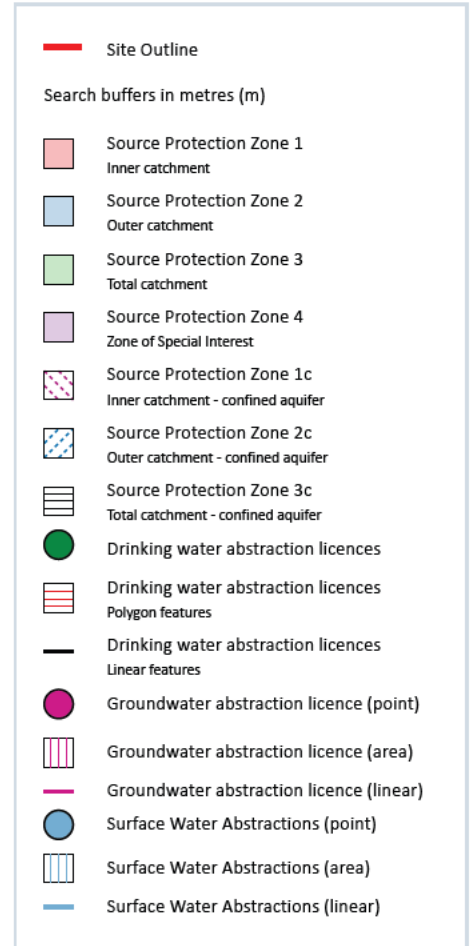 Site Outline
Search buffers in metres (m)
Source Protection Zone 1
Inner catchment
Source Protection Zone 2
Outer catchment
Source Protection Zone 3
Total catchment
Source Protection Zone 4
Zone of Special Interest
Source Protection Zone 1c
Inner catchment - confined aquifer
Source Protection Zone 2c
Outer catchment - confined aquifer
Source Protection Zone 3c
Total catchment - confined aquifer
Drinking water abstraction licences
Drinking water abstraction licences
Polygon features
Drinking water abstraction licences
Linear features
Groundwater abstraction licence (point)
Groundwater abstraction licence (area)
Groundwater abstraction licence (linear)
Surface Water Abstractions (point)
Surface Water Abstractions (area)
Surface Water Abstractions (linear)